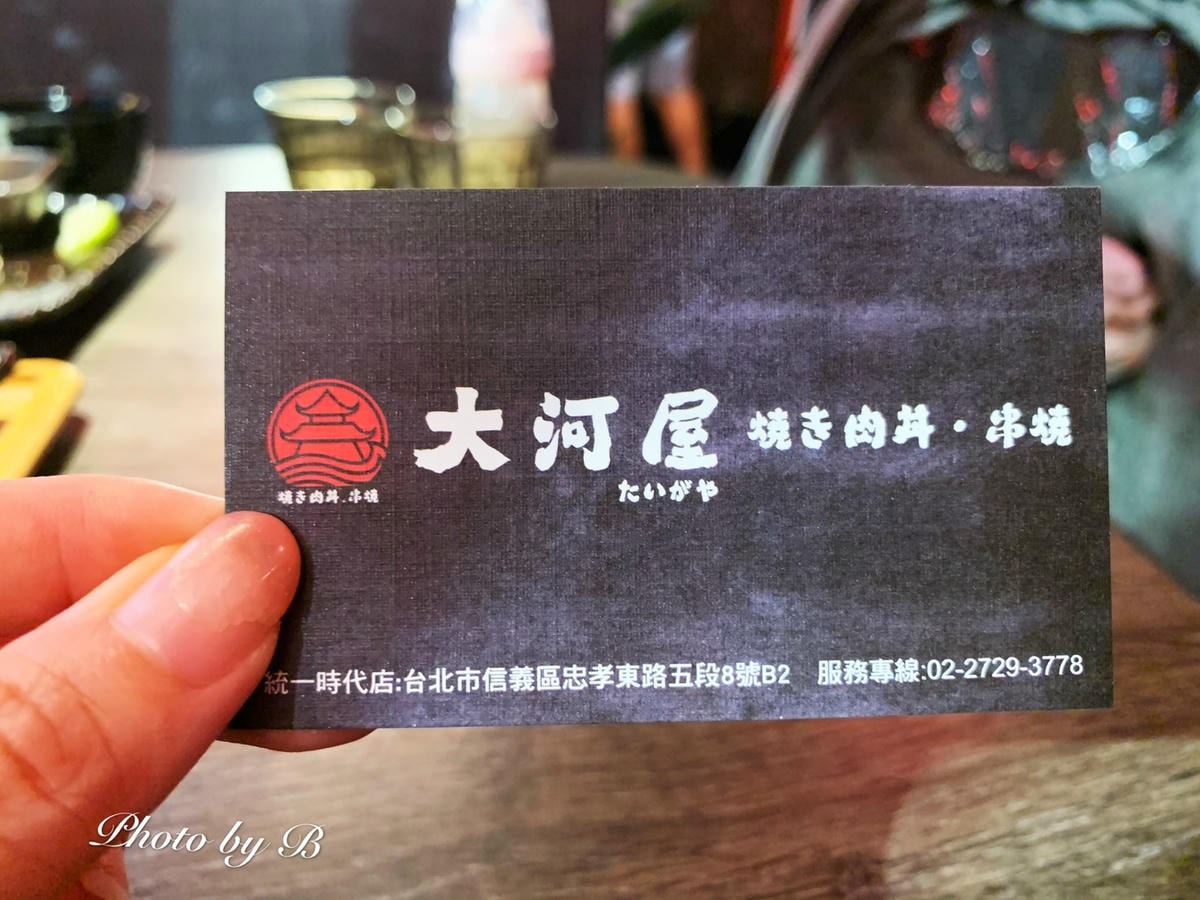 大河屋 焼き肉丼・串焼
たいがや
焼き肉丼.串焼
統一時代店:台北市信義區忠孝東路五段8號B2 服務專線:02-2729-3778
Photo by B